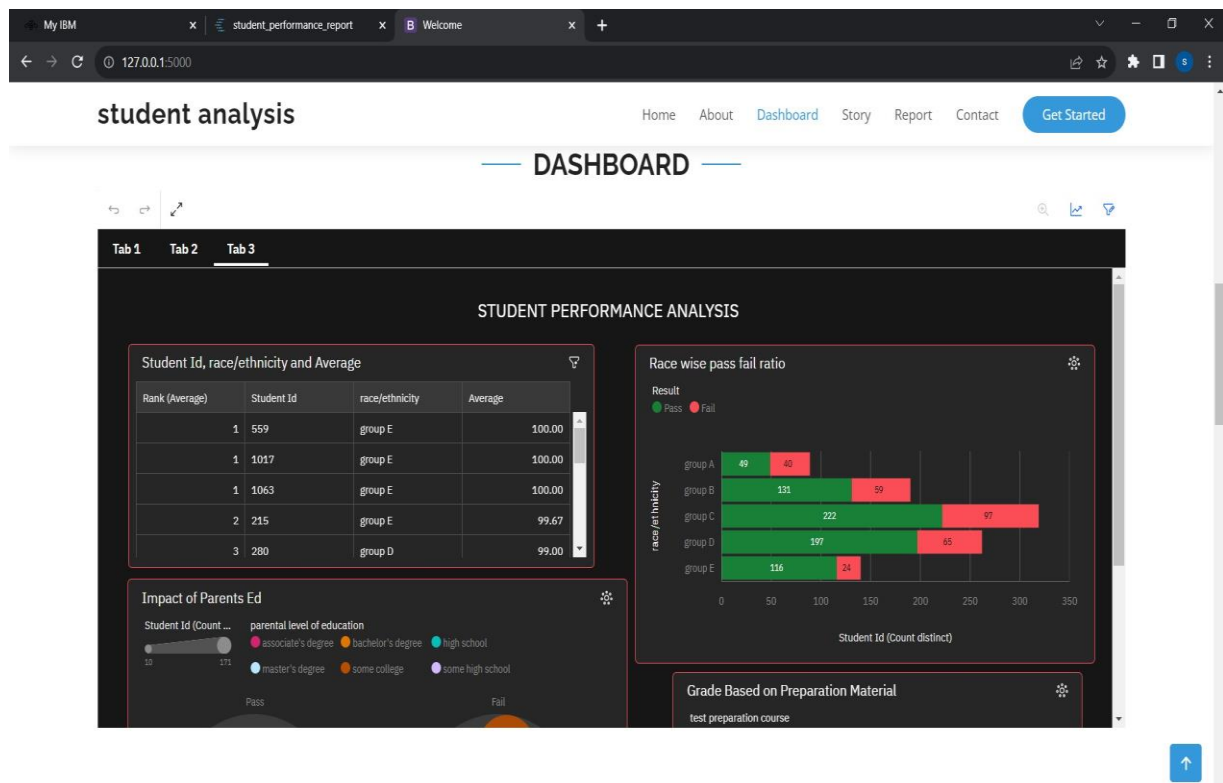 My IBM x student_performance_report x B Welcome x +
127.0.0.1:5000
student analysis Home About Dashboard Story Report Contact Get Started
DASHBOARD
Tab 1 Tab 2 Tab 3
STUDENT PERFORMANCE ANALYSIS
Student Id, race/ethnicity and Average
Rank (Average) Student Id race/ethnicity Average
1 559 group E 100.00
1 1017 group E 100.00
1 1063 group E 100.00
2 215 group E 99.67
3 280 group D 99.00
Race wise pass fail ratio
Result
Pass Fail
race/ethnicity
group A 49 40
group B 131 59
group C 222 97
group D 197 65
group E 116 24
0 50 100 150 200 250 300 350
Student Id (Count distinct)
Impact of Parents Ed
Student Id (Count ... parental level of education
associate's degree bachelor's degree high school
10 171 master's degree some college some high school
Pass Fail
Grade Based on Preparation Material
test preparation course